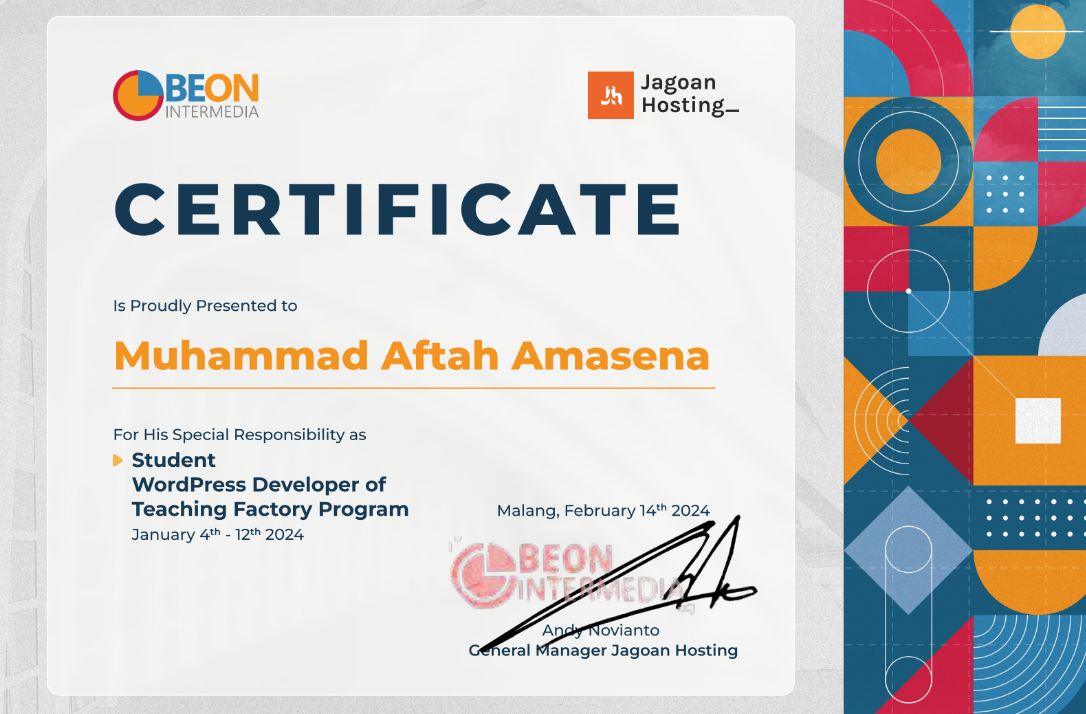 BEON
INTERMEDIA
Jagoan
Hosting_
CERTIFICATE
Is Proudly Presented to
Muhammad Aftah Amasena
For His Special Responsibility as
Student
WordPress Developer of
Teaching Factory Program
January 4th - 12th 2024
Malang, February 14th 2024
BEON
INTERMEDIA
Andy Novianto
General Manager Jagoan Hosting